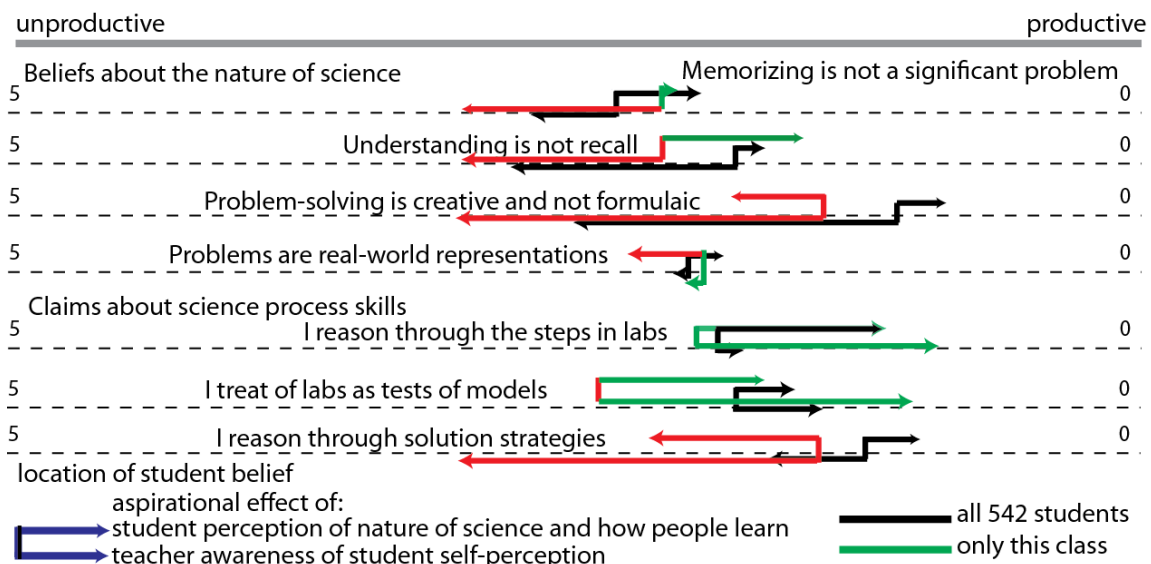 unproductive productive
Beliefs about the nature of science Memorizing is not a significant problem
5 0
Understanding is not recall
5 0
Problem-solving is creative and not formulaic
5 0
Problems are real-world representations
5 0
Claims about science process skills
I reason through the steps in labs
5 0
I treat of labs as tests of models
5 0
I reason through solution strategies
5 0
location of student belief
aspirational effect of:
student perception of nature of science and how people learn
teacher awareness of student self-perception
all 542 students
only this class